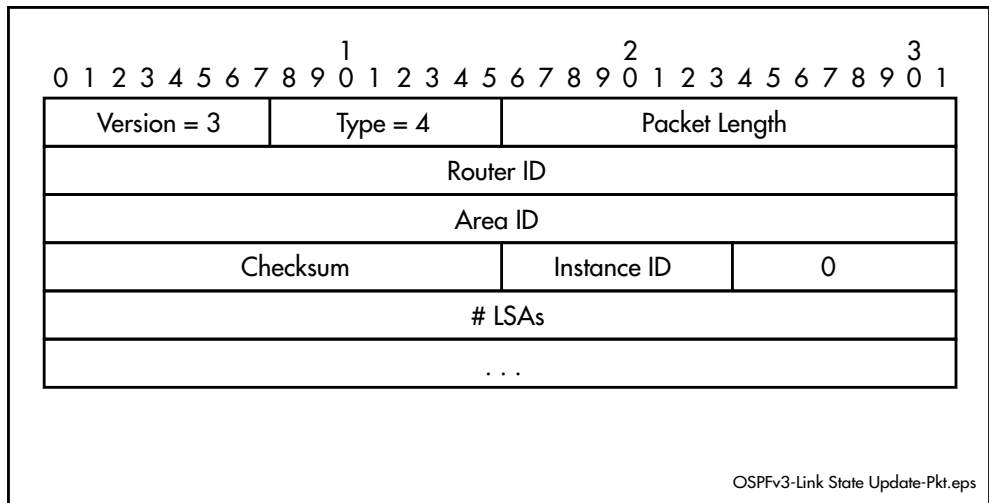 1 2 3
0 1 2 3 4 5 6 7 8 9 0 1 2 3 4 5 6 7 8 9 0 1 2 3 4 5 6 7 8 9 0 1
Version = 3 Type = 4 Packet Length
Router ID
Area ID
Checksum Instance ID 0
# LSAs
. . .
OSPFv3-Link State Update-Pkt.eps